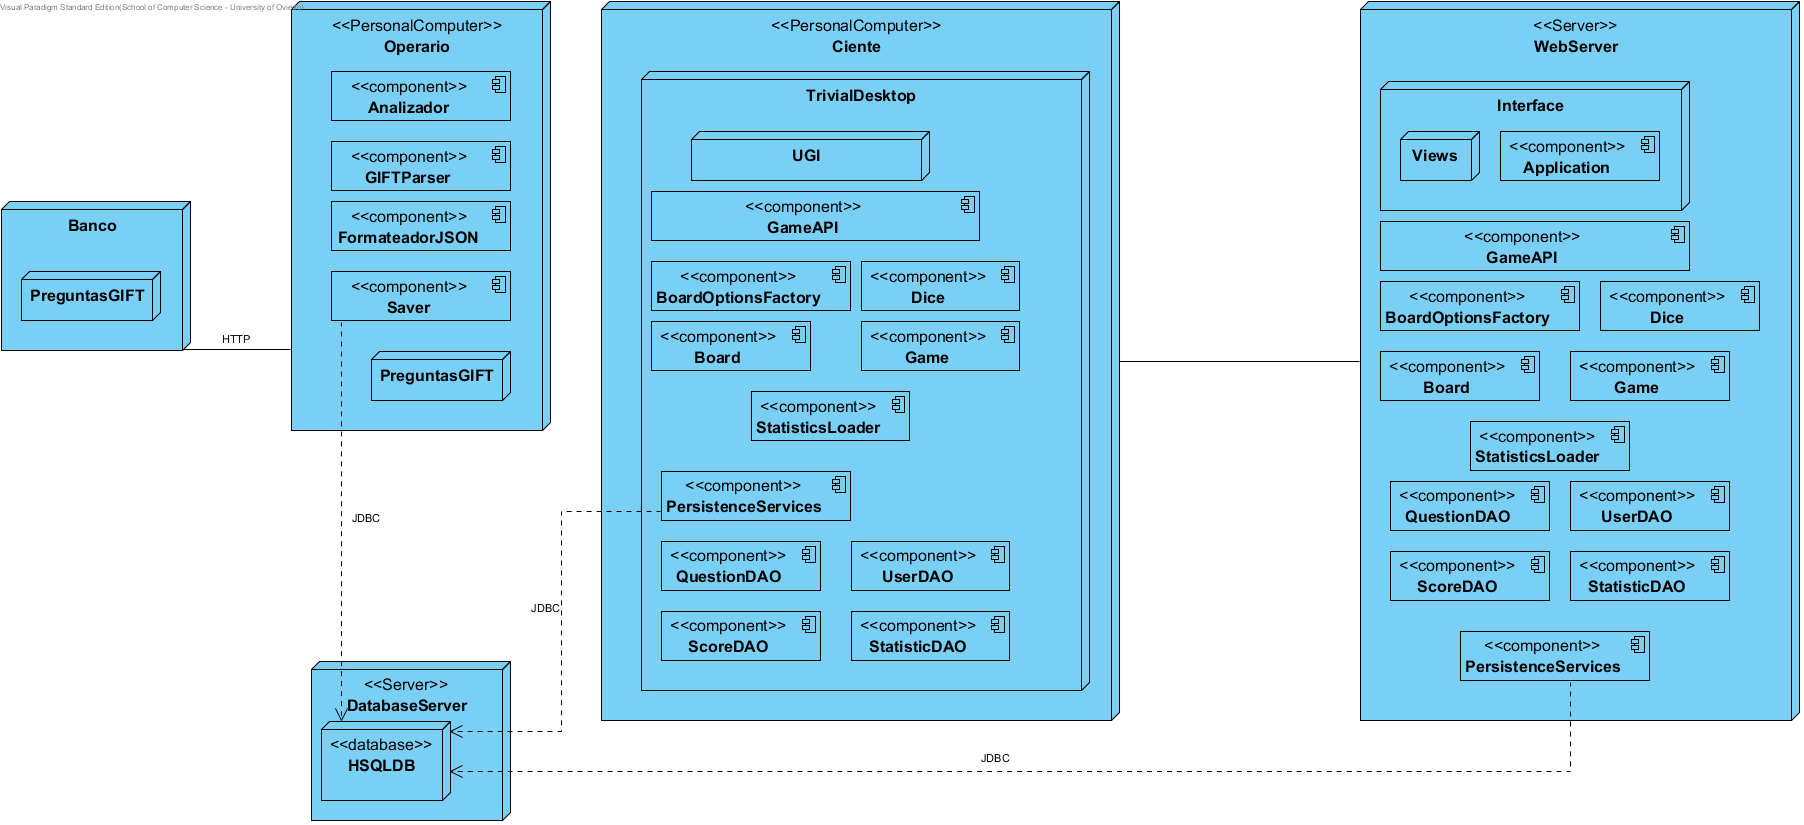 Visual Paradigm Standard Edition(School of Computer Science - University of Oviedo)
<<PersonalComputer>>
Operario
<<component>>
Analizador
<<component>>
GIFTParser
<<component>>
FormateadorJSON
<<component>>
Saver
PreguntasGIFT
Banco
PreguntasGIFT
HTTP
JDBC
<<Server>>
DatabaseServer
<<database>>
HSQLDB
<<PersonalComputer>>
Ciente
TrivialDesktop
UGI
<<component>>
GameAPI
<<component>>
BoardOptionsFactory
<<component>>
Dice
<<component>>
Board
<<component>>
Game
<<component>>
StatisticsLoader
<<component>>
PersistenceServices
<<component>>
QuestionDAO
<<component>>
UserDAO
<<component>>
ScoreDAO
<<component>>
StatisticDAO
JDBC
<<Server>>
WebServer
Interface
Views
<<component>>
Application
<<component>>
GameAPI
<<component>>
BoardOptionsFactory
<<component>>
Dice
<<component>>
Board
<<component>>
Game
<<component>>
StatisticsLoader
<<component>>
QuestionDAO
<<component>>
UserDAO
<<component>>
ScoreDAO
<<component>>
StatisticDAO
<<component>>
PersistenceServices
JDBC